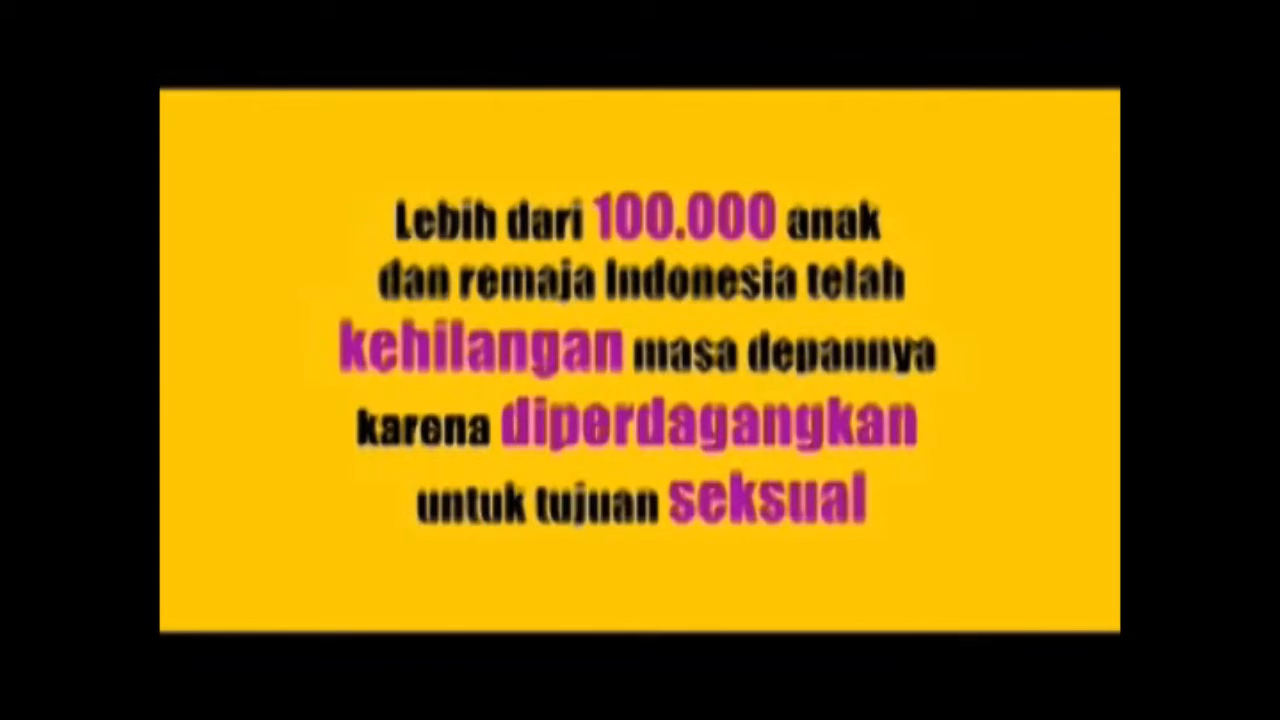 Lebih dari 100.000 anak
dan remaja Indonesia telah
kehilangan masa depannya
karena diperdagangkan
untuk tujuan seksual